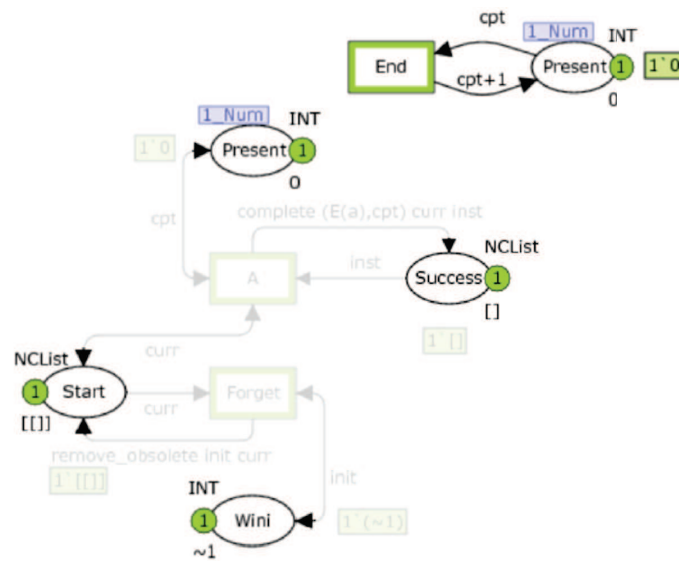 cpt
1_Num
INT
End
Present
1
1`0
cpt+1
0
1_Num
INT
1`0
Present
1
0
cpt
complete (E(a),cpt) curr inst
NCList
A
inst
Success
1
[]
1`[]
curr
NCList
1
Start
curr
Forget
[[]]
remove_obsolete init curr
1`[[]]
init
INT
1
Wini
1`(~1)
~1